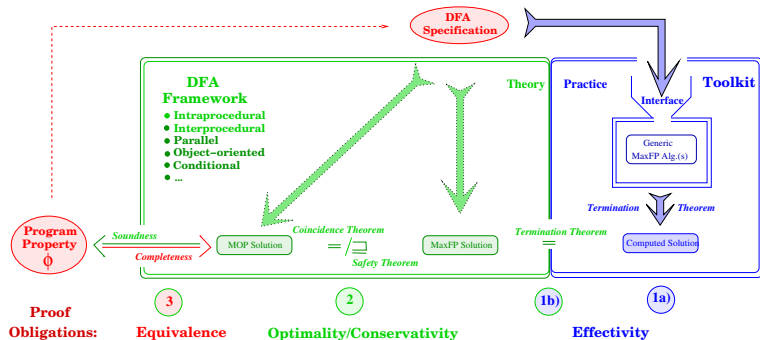 DFA
Specification
DFA
Framework
Theory
Practice
Toolkit
Interface
• Intraprocedural
• Interprocedural
• Parallel
• Object−oriented
• Conditional
• ...
Generic
MaxFP Alg.(s)
Termination Theorem
Program
Property
ϕ
Soundness
Completeness
MOP Solution
Coincidence Theorem
= / ⊒
Safety Theorem
MaxFP Solution
Termination Theorem
=
Computed Solution
3
2
1b)
1a)
Proof
Obligations:
Equivalence
Optimality/Conservativity
Effectivity